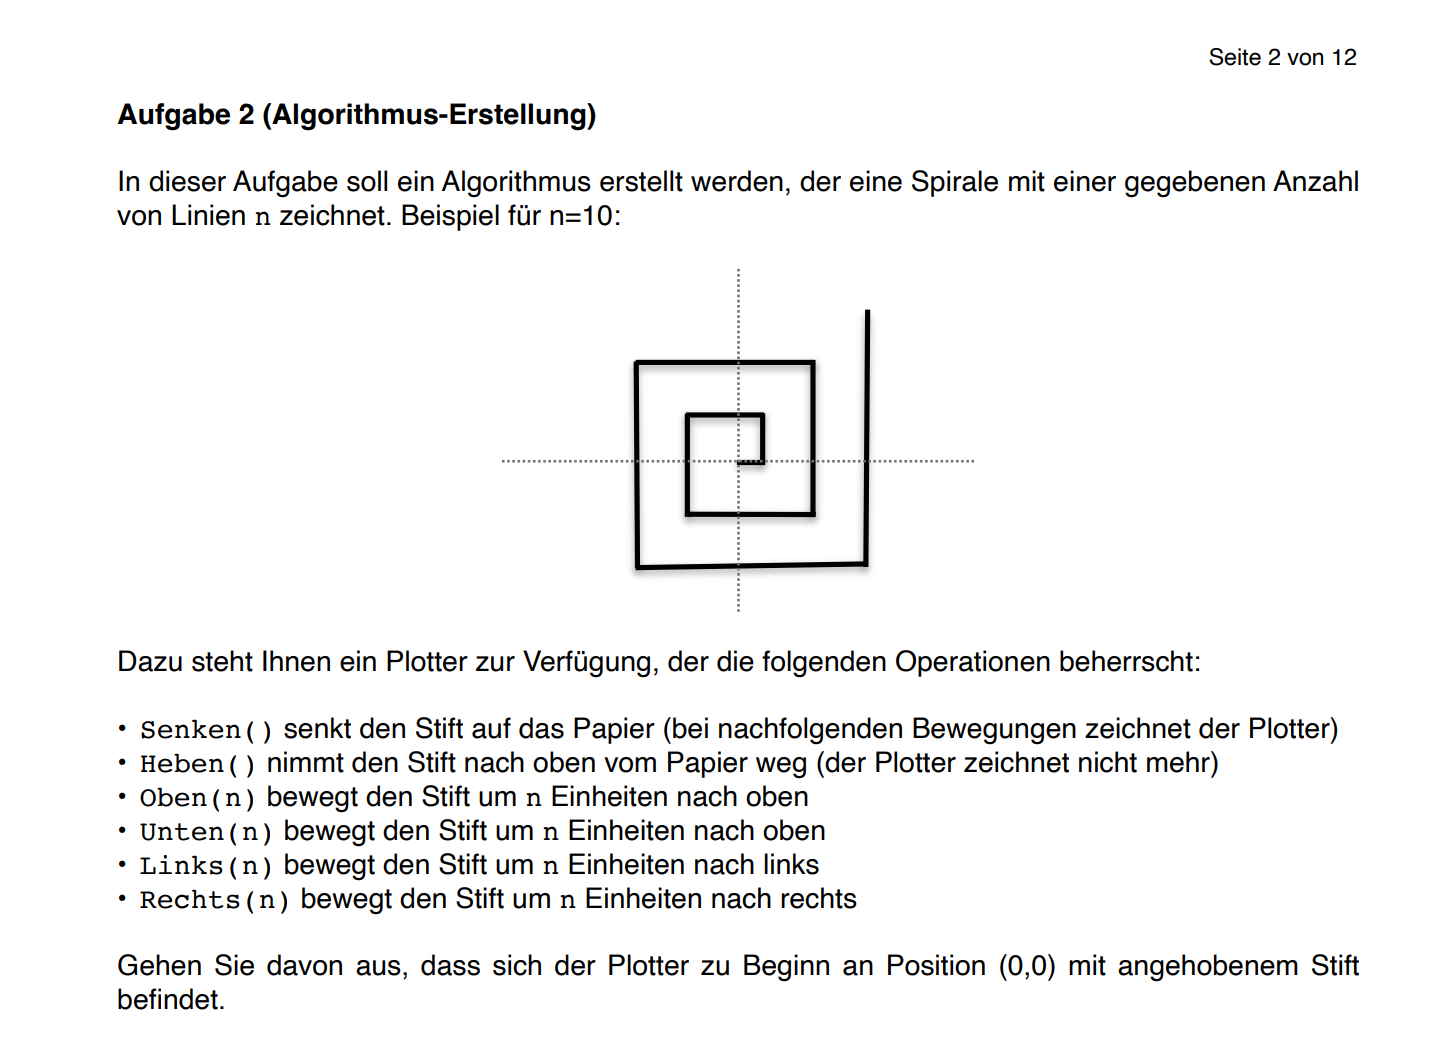 Seite 2 von 12
Aufgabe 2 (Algorithmus-Erstellung)
In dieser Aufgabe soll ein Algorithmus erstellt werden, der eine Spirale mit einer gegebenen Anzahl
von Linien n zeichnet. Beispiel für n=10:
Dazu steht Ihnen ein Plotter zur Verfügung, der die folgenden Operationen beherrscht:
• Senken() senkt den Stift auf das Papier (bei nachfolgenden Bewegungen zeichnet der Plotter)
• Heben() nimmt den Stift nach oben vom Papier weg (der Plotter zeichnet nicht mehr)
• Oben(n) bewegt den Stift um n Einheiten nach oben
• Unten(n) bewegt den Stift um n Einheiten nach oben
• Links(n) bewegt den Stift um n Einheiten nach links
• Rechts(n) bewegt den Stift um n Einheiten nach rechts
Gehen Sie davon aus, dass sich der Plotter zu Beginn an Position (0,0) mit angehobenem Stift
befindet.